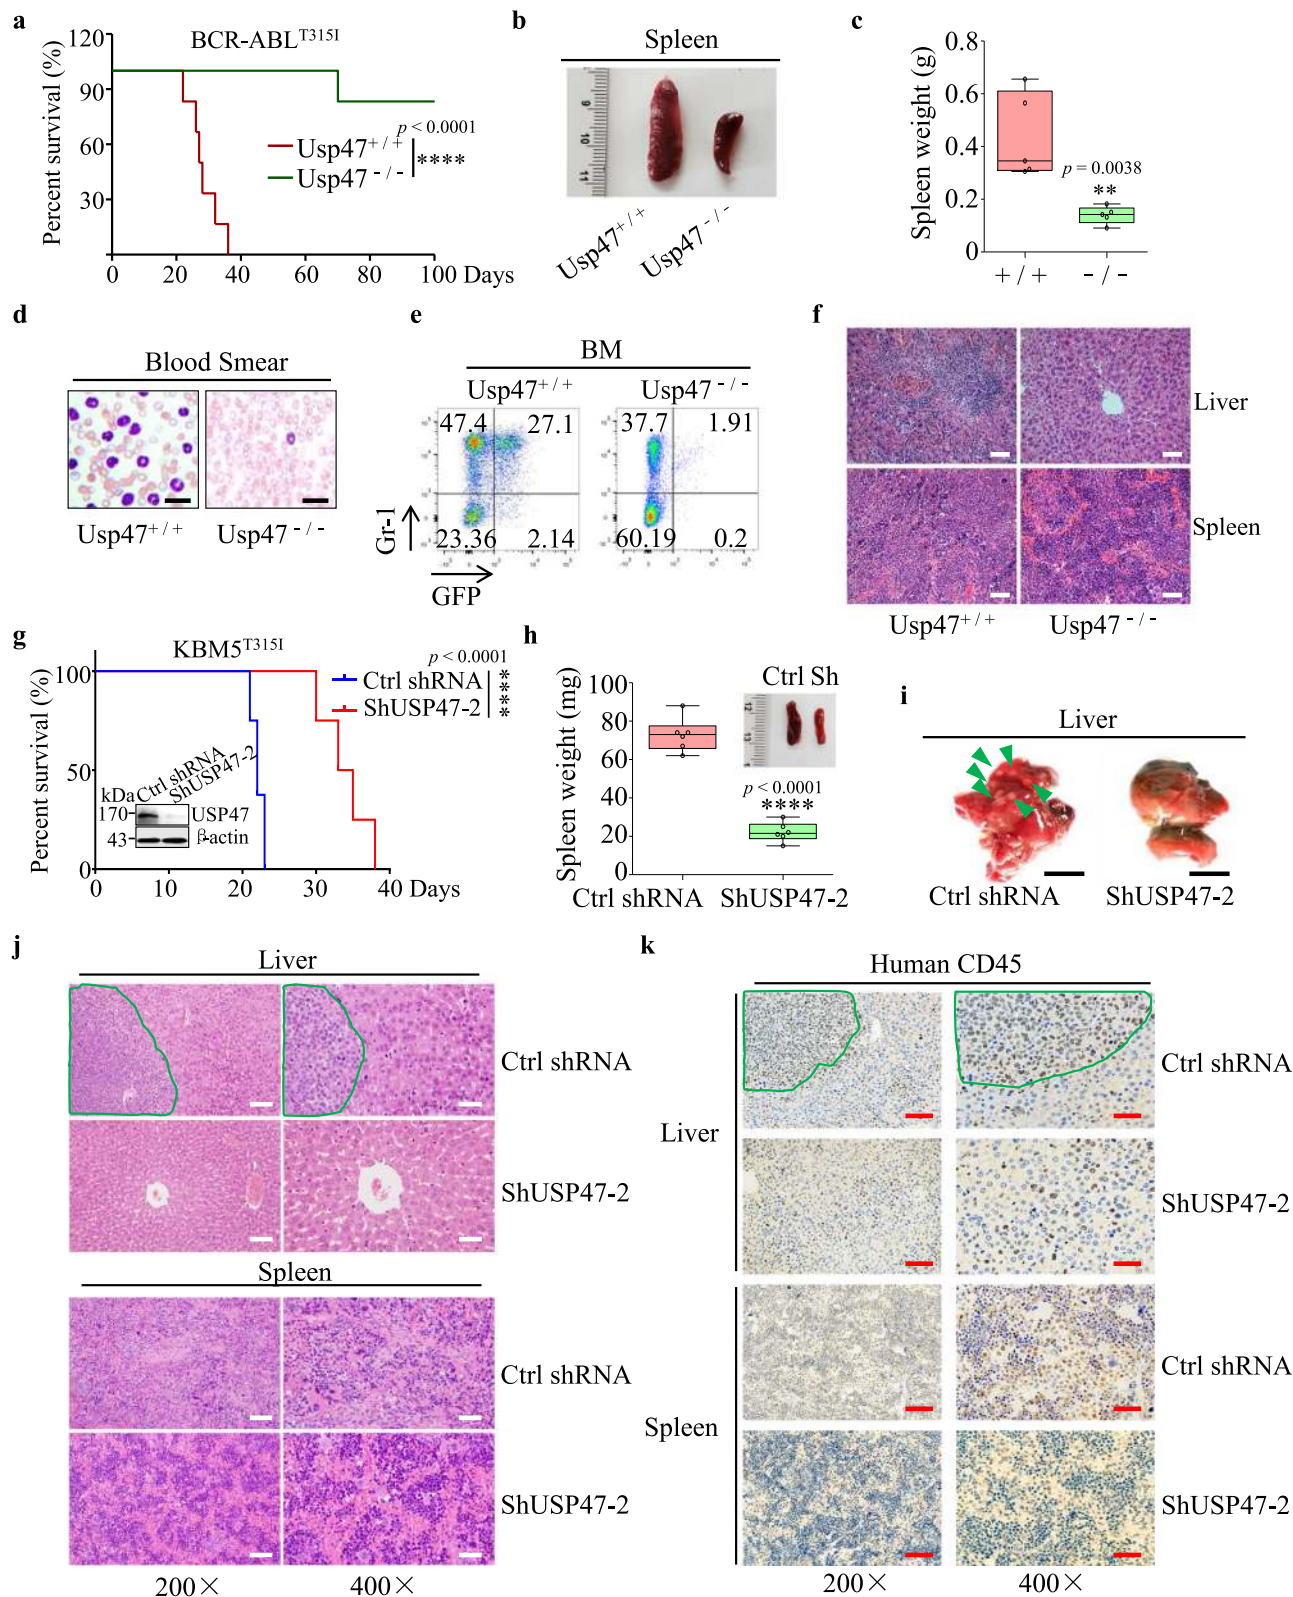 a
BCR-ABL^T315I
Percent survival (%)
120
90
60
30
p < 0.0001
Usp47^+/+
Usp47^-/-
****
0 20 40 60 80 100 Days
b
Spleen
9
10
11
Usp47^+/+
Usp47^-/-
c
Spleen weight (g)
0.8
0.6
0.4
0.2
0
p = 0.0038
**
+/+ -/-
d
Blood Smear
Usp47^+/+ Usp47^-/-
e
BM
Usp47^+/+ Usp47^-/-
47.4 27.1
23.36 2.14
37.7 1.91
60.19 0.2
Gr-1
GFP
f
Liver
Spleen
Usp47^+/+ Usp47^-/-
g
KBM5^T315I
Percent survival (%)
100
50
0
p < 0.0001
Ctrl shRNA
ShUSP47-2
****
Ctrl shRNA
ShUSP47-2
kDa
170 USP47
43 β-actin
0 10 20 30 40 Days
h
Spleen weight (mg)
100
80
60
40
20
0
Ctrl Sh
12
13
p < 0.0001
****
Ctrl shRNA ShUSP47-2
i
Liver
Ctrl shRNA ShUSP47-2
j
Liver
Ctrl shRNA
ShUSP47-2
Spleen
Ctrl shRNA
ShUSP47-2
200× 400×
k
Human CD45
Liver
Ctrl shRNA
ShUSP47-2
Spleen
Ctrl shRNA
ShUSP47-2
200× 400×